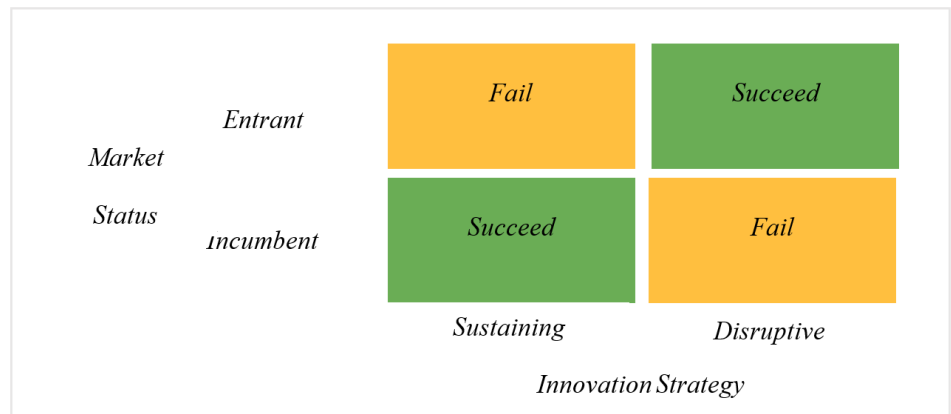 Fail
Succeed
Entrant
Market
Status
Incumbent
Succeed
Fail
Sustaining
Disruptive
Innovation Strategy